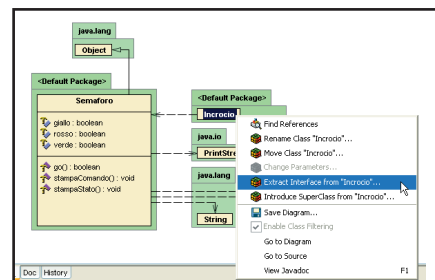 java.lang
Object
<Default Package>
Semaforo
giallo : boolean
rosso : boolean
verde : boolean
go() : boolean
stampaComando() : void
stampaStato() : void
<Default Package>
Incrocio
java.io
PrintStre
java.lang
String
Find References
Rename Class "Incrocio"...
Move Class "Incrocio"...
Change Parameters...
Extract Interface from "Incrocio"...
Introduce SuperClass from "Incrocio"...
Save Diagram...
Enable Class Filtering
Go to Diagram
Go to Source
View Javadoc F1
Doc History